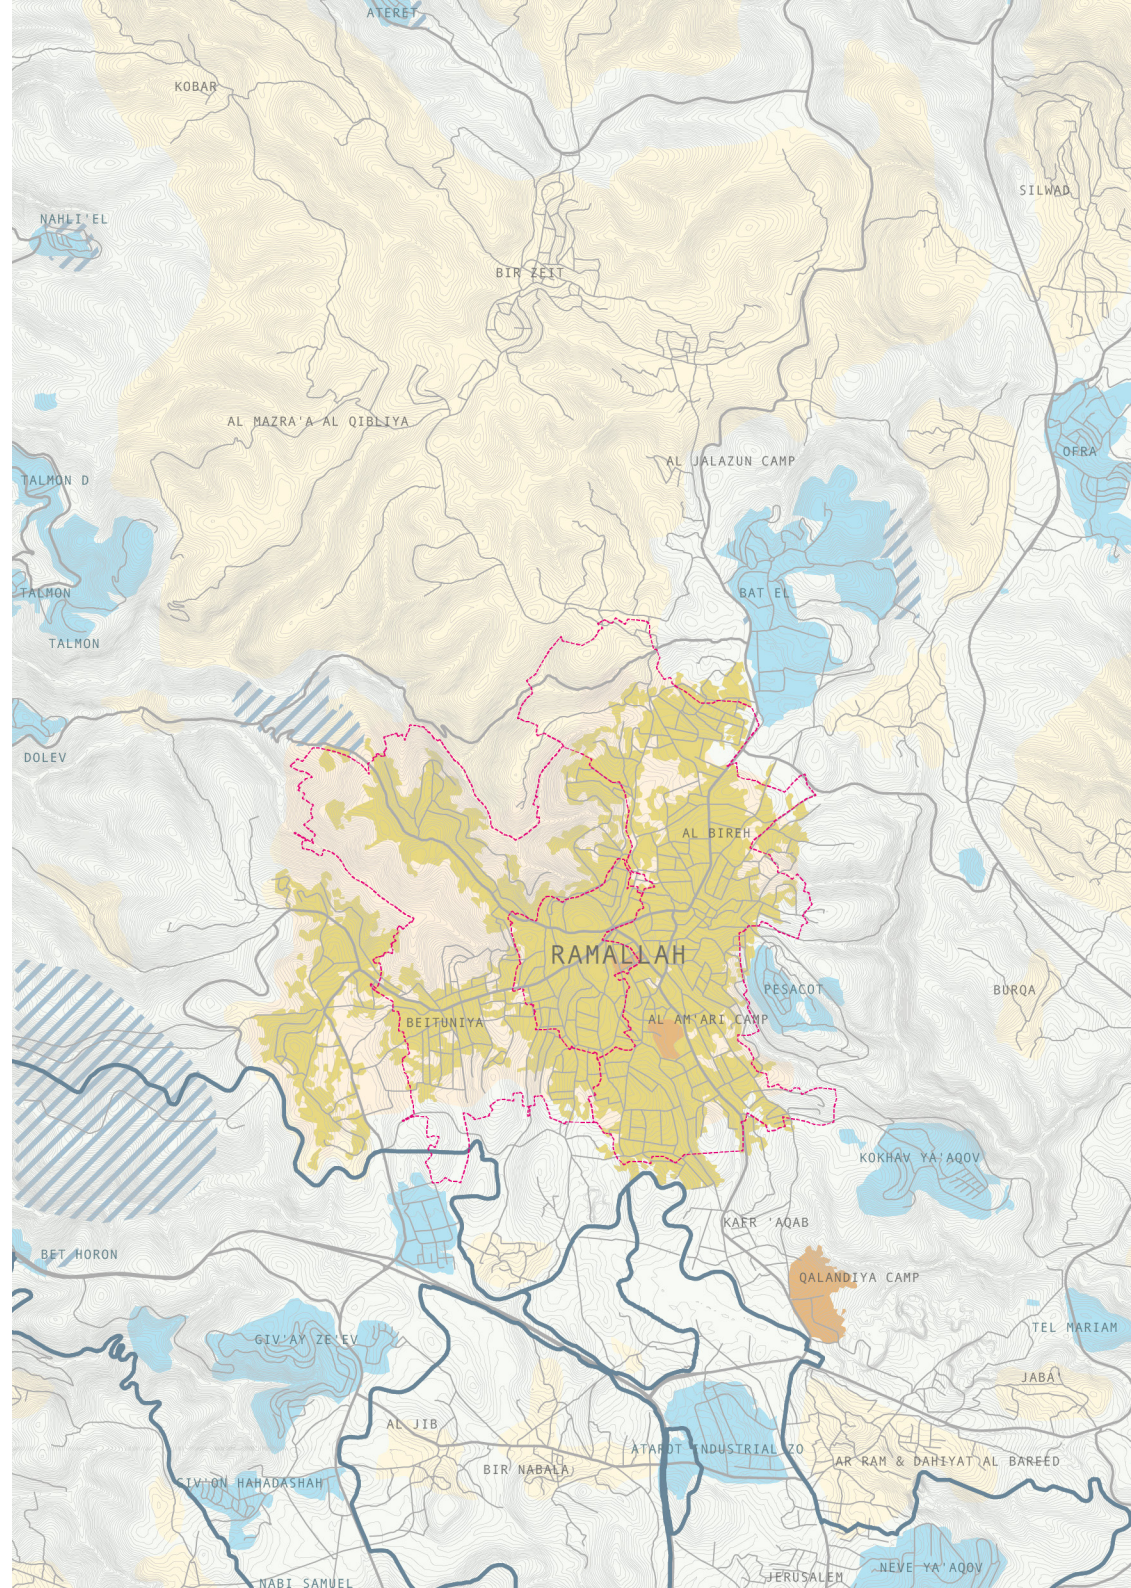 ATERET
KOBAR
SILWAD
NAHLI'EL
BIR ZEIT
AL MAZRA'A AL QIBLIYA
OFRA
AL JALAZUN CAMP
TALMON D
TALMON
BAT EL
TALMON
DOLEV
AL BIREH
RAMALLAH
PESACOT
BURQA
AL AM'ARI CAMP
BEITUNIYA
KOKHAV YA'AQOV
KAFR 'AQAB
BET HORON
QALANDIYA CAMP
TEL MARIAM
GIV'AY ZE'EV
JABA'
AL JIB
ATAROT INDUSTRIAL ZO
AR RAM & DAHIYAT AL BAREED
BIR NABALA
GIV'ON HAHADASHAH
NEVE YA'AQOV
JERUSALEM
NABI SAMUEL